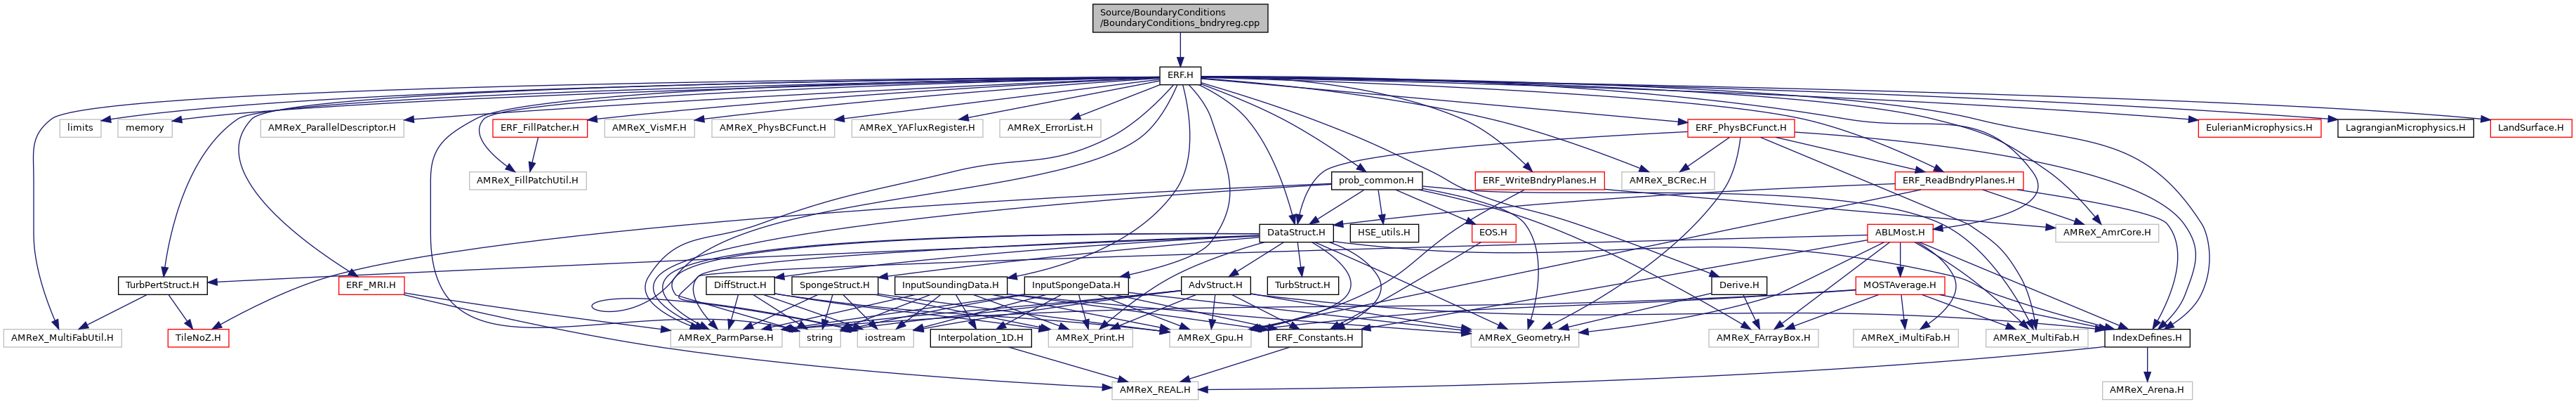 Source/BoundaryConditions
/BoundaryConditions_bndryreg.cpp
ERF.H
limits
memory
AMReX_ParallelDescriptor.H
ERF_FillPatcher.H
AMReX_VisMF.H
AMReX_PhysBCFunct.H
AMReX_YAFluxRegister.H
AMReX_ErrorList.H
ERF_PhysBCFunct.H
EulerianMicrophysics.H
LagrangianMicrophysics.H
LandSurface.H
AMReX_FillPatchUtil.H
prob_common.H
ERF_WriteBndryPlanes.H
AMReX_BCRec.H
ERF_ReadBndryPlanes.H
DataStruct.H
HSE_utils.H
EOS.H
ABLMost.H
AMReX_AmrCore.H
TurbPertStruct.H
ERF_MRI.H
DiffStruct.H
SpongeStruct.H
InputSoundingData.H
InputSpongeData.H
AdvStruct.H
TurbStruct.H
Derive.H
MOSTAverage.H
AMReX_MultiFabUtil.H
TileNoZ.H
AMReX_ParmParse.H
string
iostream
Interpolation_1D.H
AMReX_Print.H
AMReX_Gpu.H
ERF_Constants.H
AMReX_Geometry.H
AMReX_FArrayBox.H
AMReX_iMultiFab.H
AMReX_MultiFab.H
IndexDefines.H
AMReX_REAL.H
AMReX_Arena.H